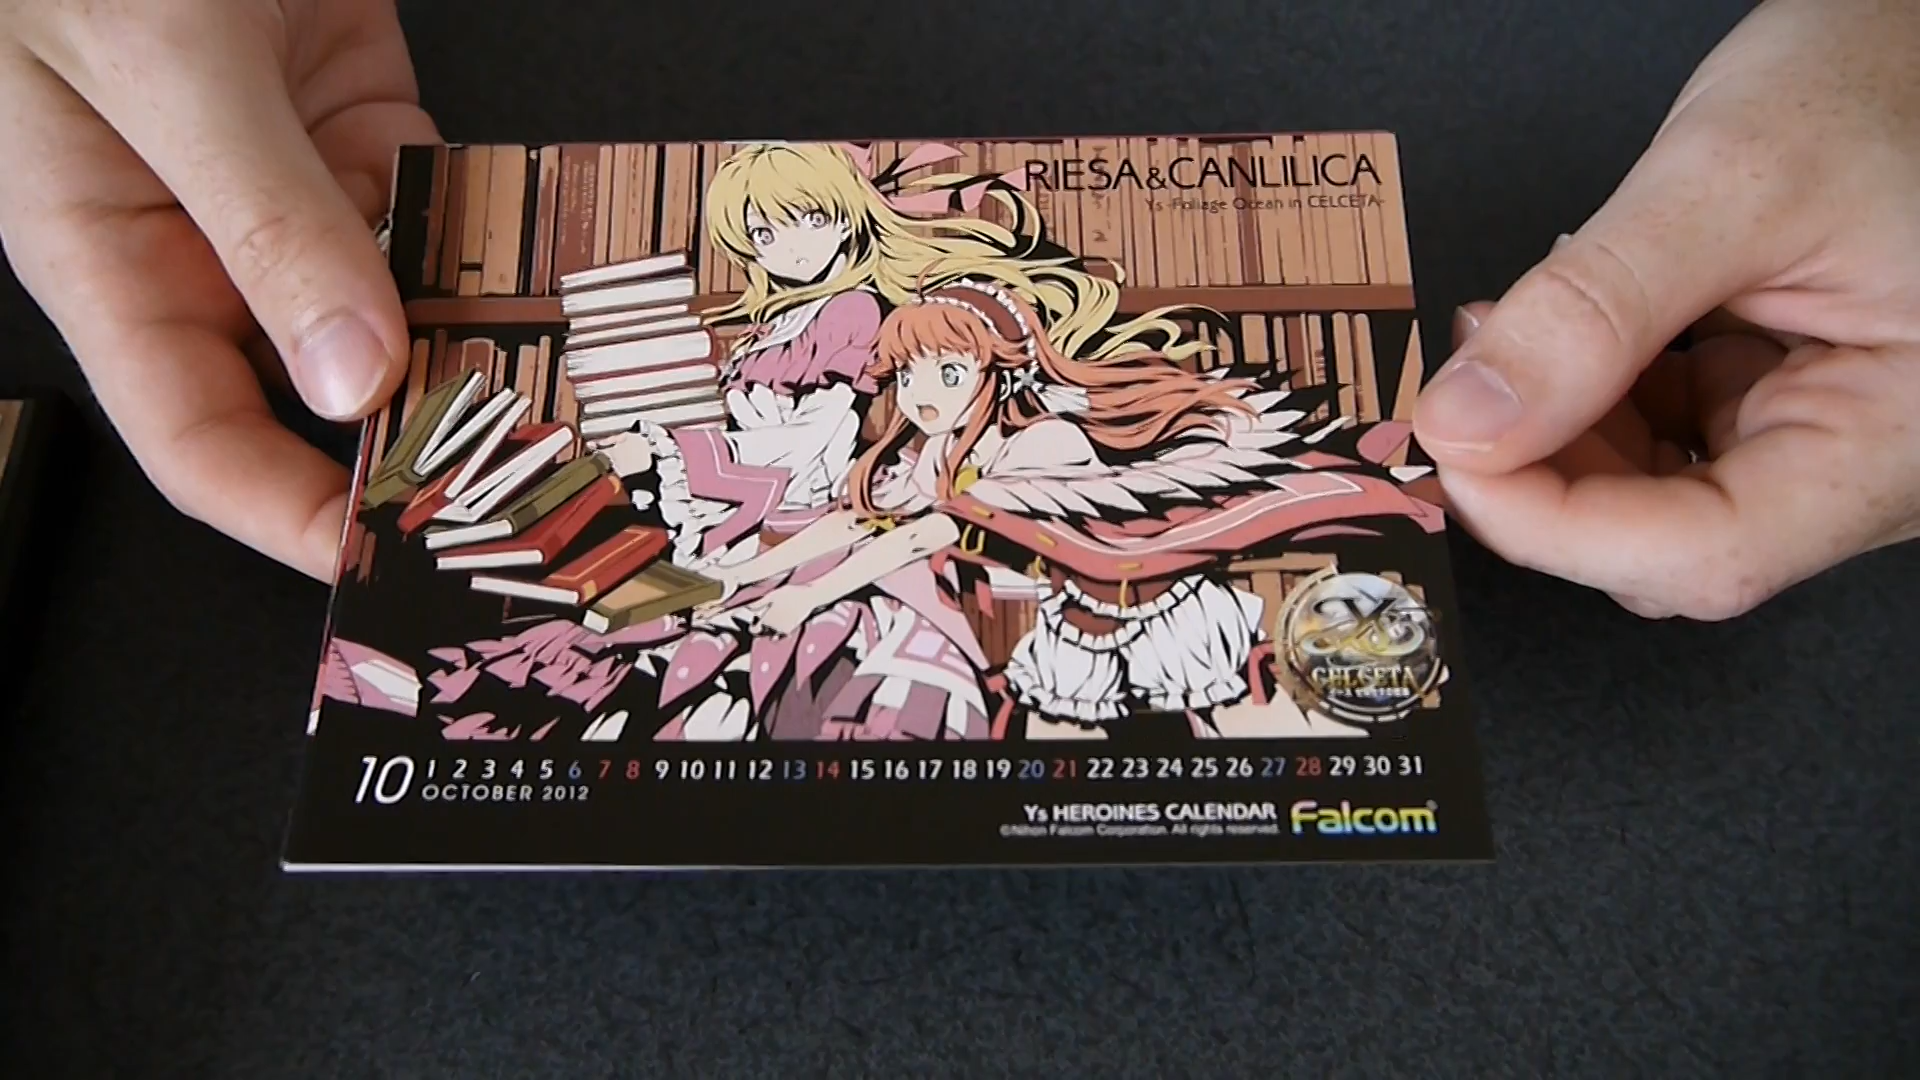 RIESA&CANLILICA
Ys -Foliage Ocean in CELCETA-
Ys
CELCETA
10 1 2 3 4 5 6 7 8 9 10 11 12 13 14 15 16 17 18 19 20 21 22 23 24 25 26 27 28 29 30 31
OCTOBER 2012
Ys HEROINES CALENDAR Falcom
©Nihon Falcom Corporation. All rights reserved.